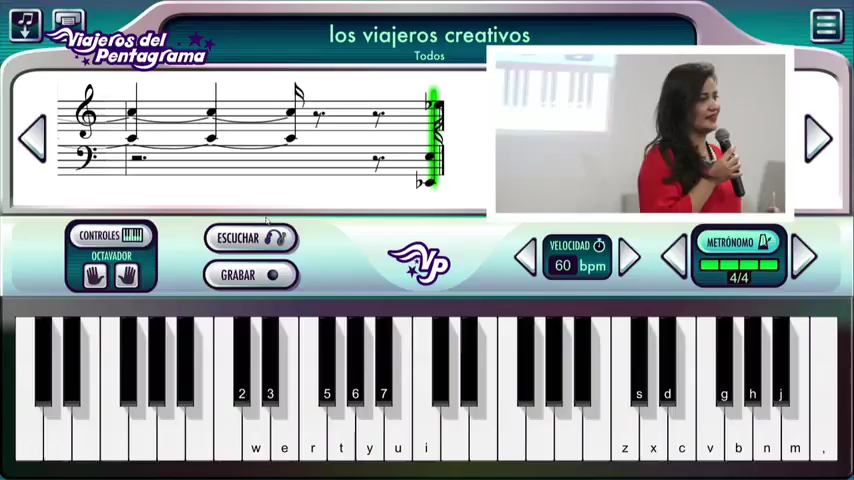 Viajeros del
Pentagrama
los viajeros creativos
Todos
CONTROLES
OCTAVADOR
ESCUCHAR
GRABAR
VP
VELOCIDAD
60 bpm
METRÓNOMO
4/4
2 3 5 6 7 s d g h j
w e r t y u i z x c v b n m ,